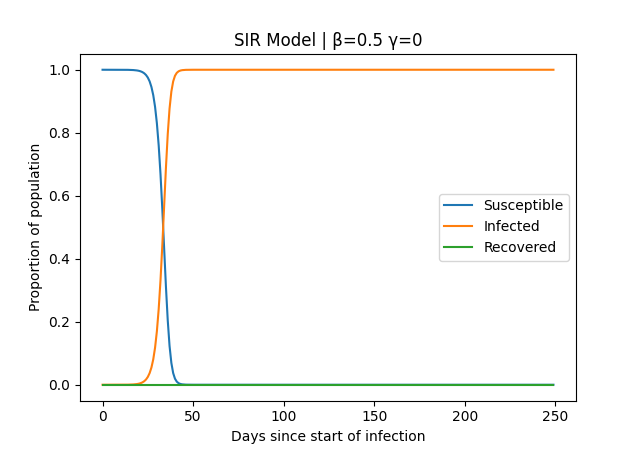 SIR Model | β=0.5 γ=0
Proportion of population
1.0
0.8
0.6
0.4
0.2
0.0
Susceptible
Infected
Recovered
0 50 100 150 200 250
Days since start of infection